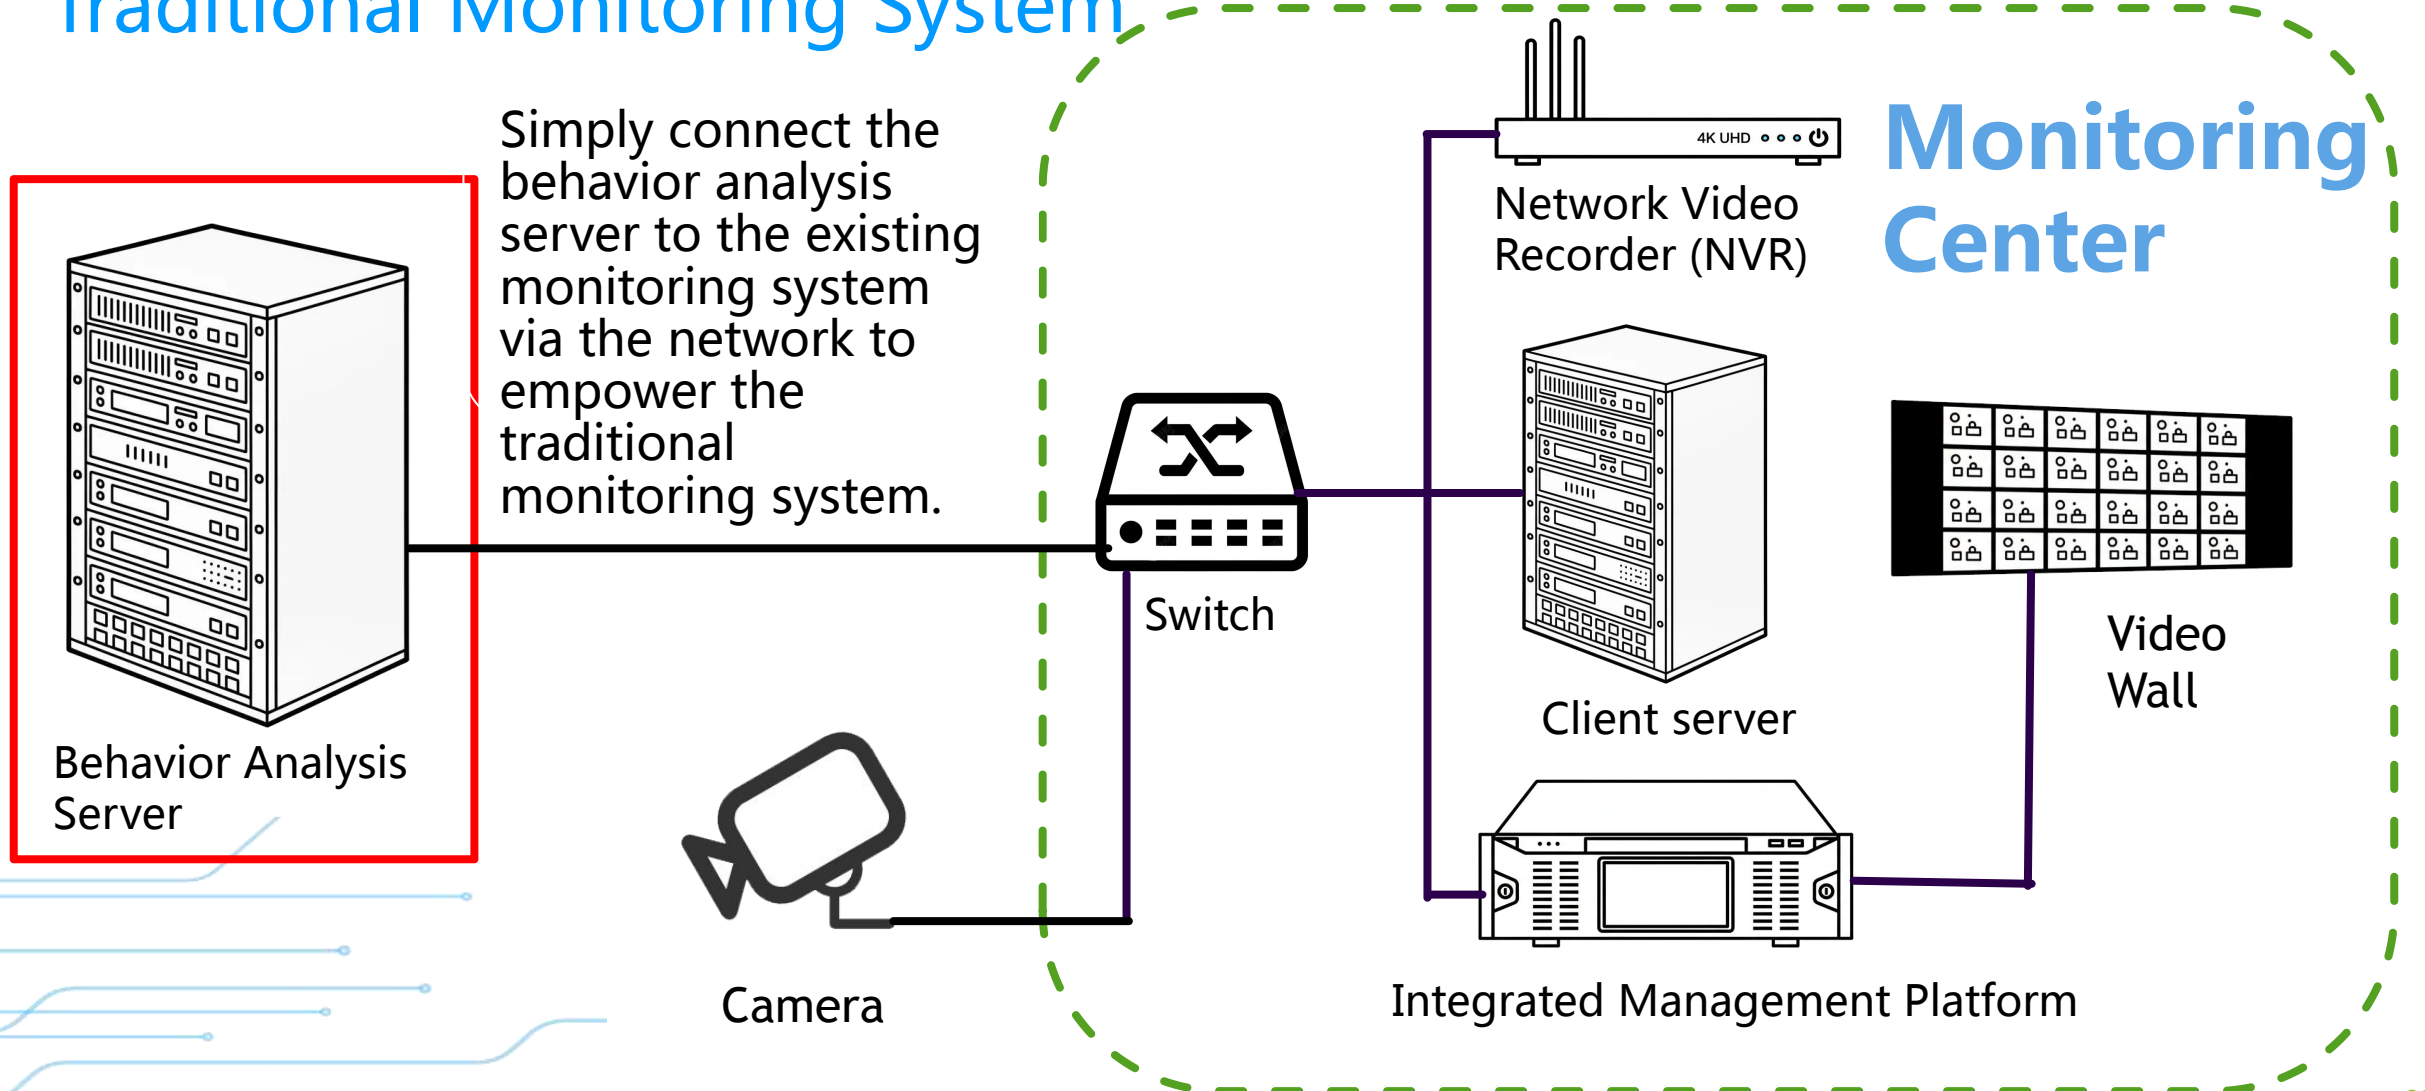 Traditional Monitoring System
Simply connect the
behavior analysis
server to the existing
monitoring system
via the network to
empower the
traditional
monitoring system.
Behavior Analysis
Server
Camera
Switch
4K UHD
Network Video
Recorder (NVR)
Monitoring
Center
Client server
Video
Wall
Integrated Management Platform